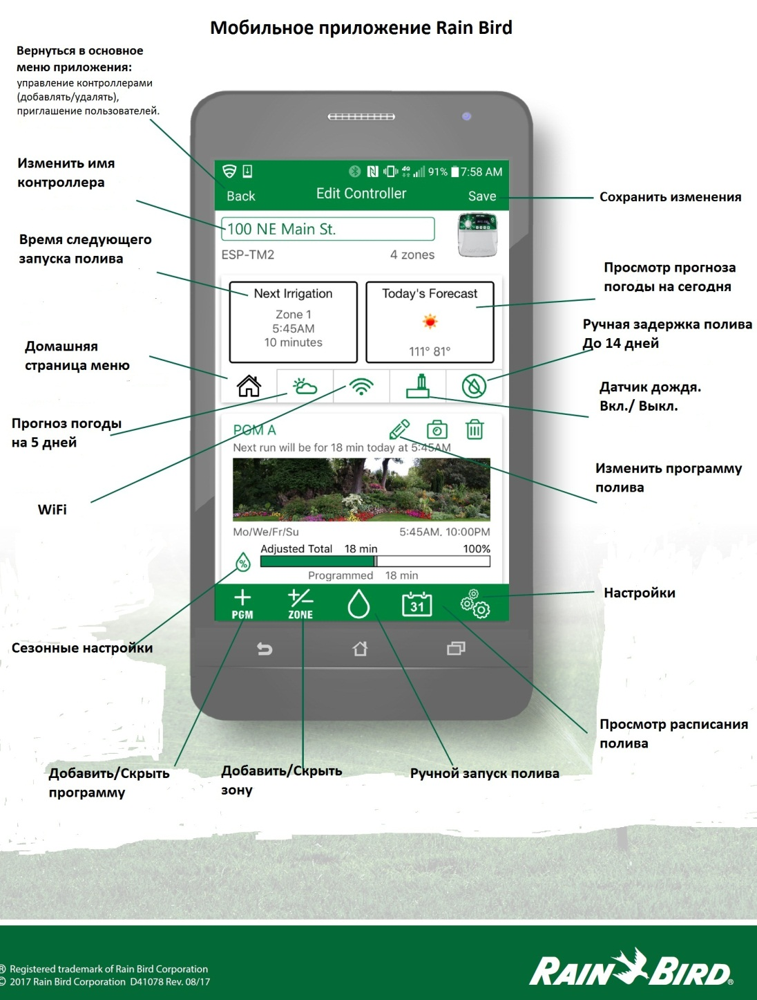 Мобильное приложение Rain Bird
Вернуться в основное
меню приложения:
управление контроллерами
(добавлять/удалять),
приглашение пользователей.
Изменить имя
контроллера
Время следующего
запуска полива
Домашняя
страница меню
Прогноз погоды
на 5 дней
WiFi
Сезонные настройки
4G 91% 7:58 AM
Back Edit Controller Save
100 NE Main St.
ESP-TM2 4 zones
Next Irrigation
Zone 1
5:45AM
10 minutes
Today's Forecast
111° 81°
PGM A
Next run will be for 18 min today at 5:45AM
Mo/We/Fr/Su 5:45AM, 10:00PM
Adjusted Total 18 min 100%
%
Programmed 18 min
PGM
ZONE
31
Сохранить изменения
Просмотр прогноза
погоды на сегодня
Ручная задержка полива
До 14 дней
Датчик дождя.
Вкл./ Выкл.
Изменить программу
полива
Настройки
Просмотр расписания
полива
Добавить/Скрыть
программу
Добавить/Скрыть
зону
Ручной запуск полива
® Registered trademark of Rain Bird Corporation
© 2017 Rain Bird Corporation D41078 Rev. 08/17
RAIN BIRD®